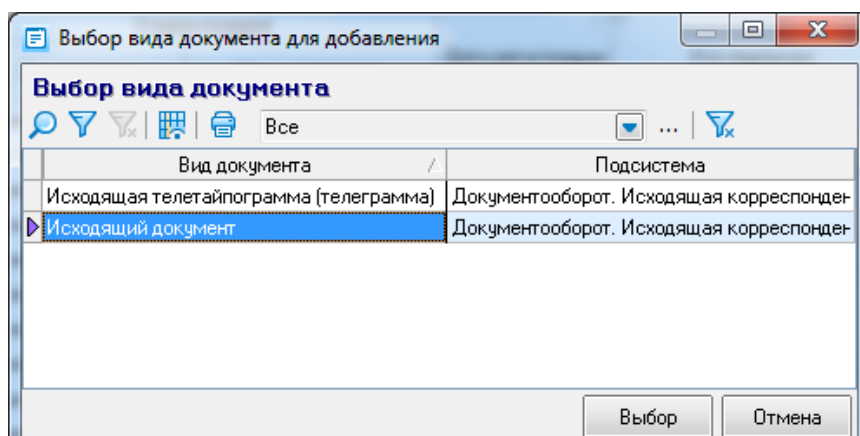 Выбор вида документа для добавления
Выбор вида документа
Все ...
Вид документа Подсистема
Исходящая телетайпограмма (телеграмма) Документооборот. Исходящая корреспонден
Исходящий документ Документооборот. Исходящая корреспонден
Выбор Отмена